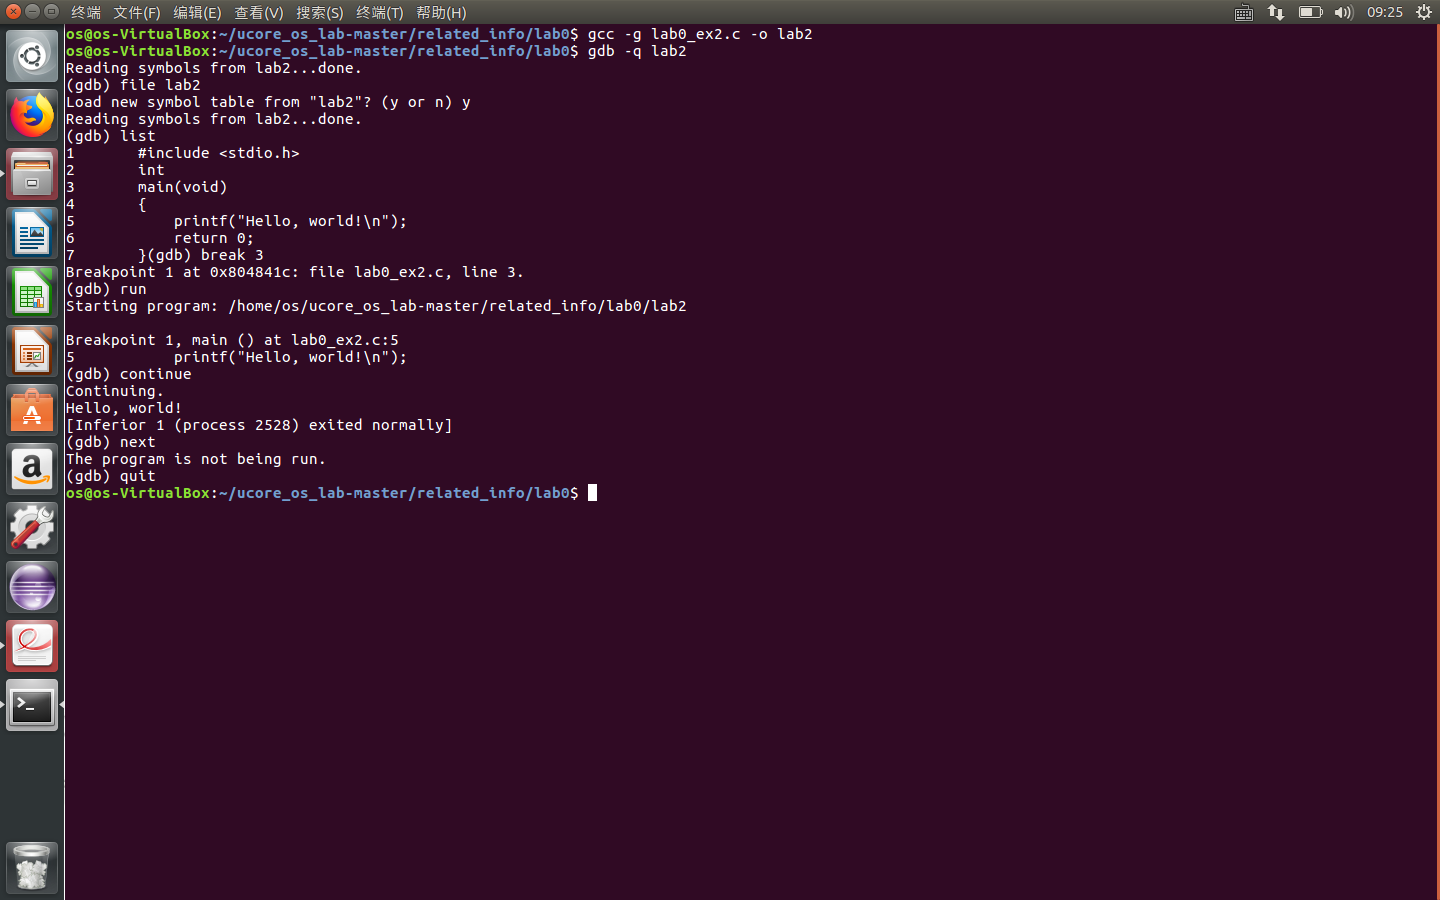 终端 文件(F) 编辑(E) 查看(V) 搜索(S) 终端(T) 帮助(H) 09:25
os@os-VirtualBox:~/ucore_os_lab-master/related_info/lab0$ gcc -g lab0_ex2.c -o lab2
os@os-VirtualBox:~/ucore_os_lab-master/related_info/lab0$ gdb -q lab2
Reading symbols from lab2...done.
(gdb) file lab2
Load new symbol table from "lab2"? (y or n) y
Reading symbols from lab2...done.
(gdb) list
1       #include <stdio.h>
2       int
3       main(void)
4       {
5           printf("Hello, world!\n");
6           return 0;
7       }(gdb) break 3
Breakpoint 1 at 0x804841c: file lab0_ex2.c, line 3.
(gdb) run
Starting program: /home/os/ucore_os_lab-master/related_info/lab0/lab2

Breakpoint 1, main () at lab0_ex2.c:5
5           printf("Hello, world!\n");
(gdb) continue
Continuing.
Hello, world!
[Inferior 1 (process 2528) exited normally]
(gdb) next
The program is not being run.
(gdb) quit
os@os-VirtualBox:~/ucore_os_lab-master/related_info/lab0$